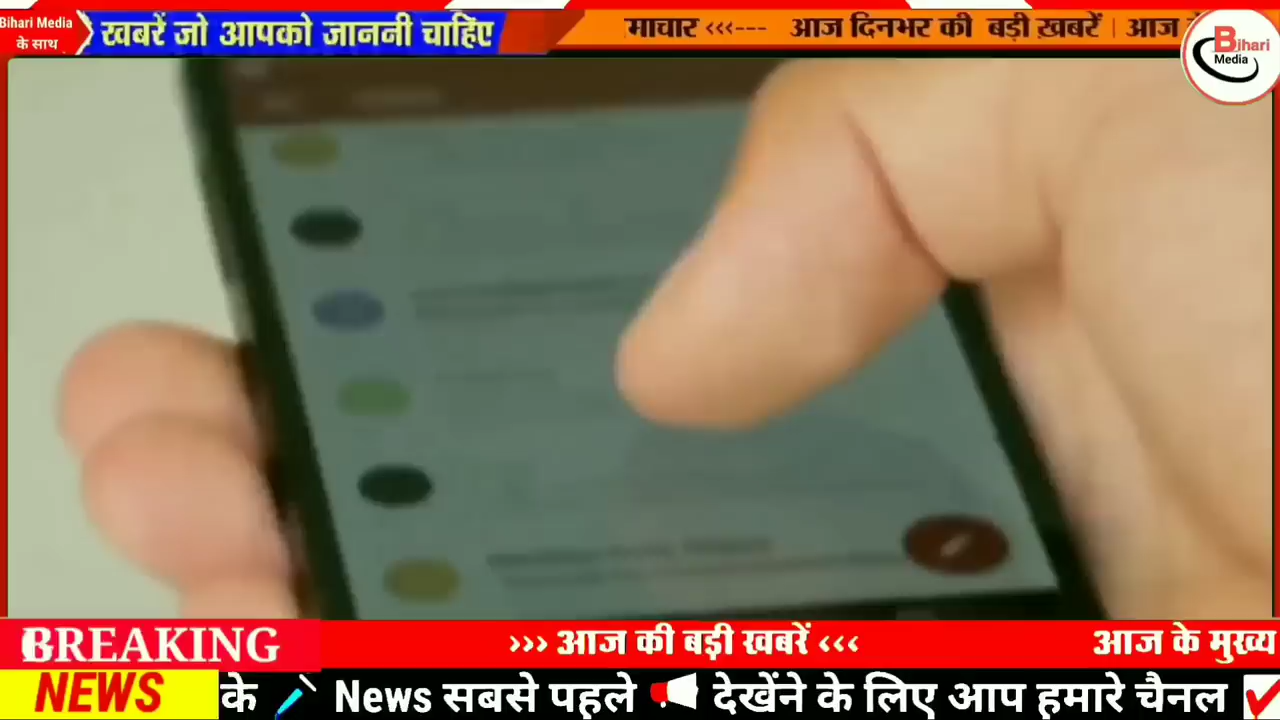 Bihari Media
के साथ
खबरें जो आपको जाननी चाहिए
माचार <<<--- आज दिनभर की बड़ी ख़बरें | आज
Bihari
Media
BREAKING
>>> आज की बड़ी खबरें <<< आज के मुख्य
NEWS
के News सबसे पहले देखेंने के लिए आप हमारे चैनल